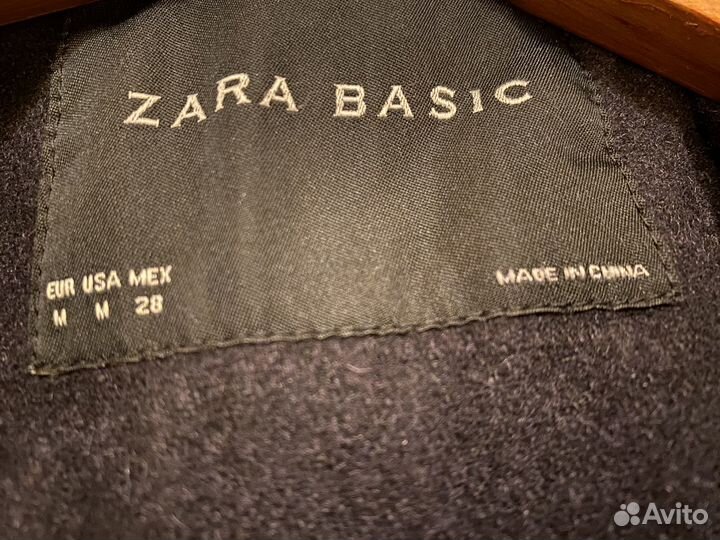 ZARA BASIC
EUR USA MEX
M M 28
MADE IN CHINA
Avito